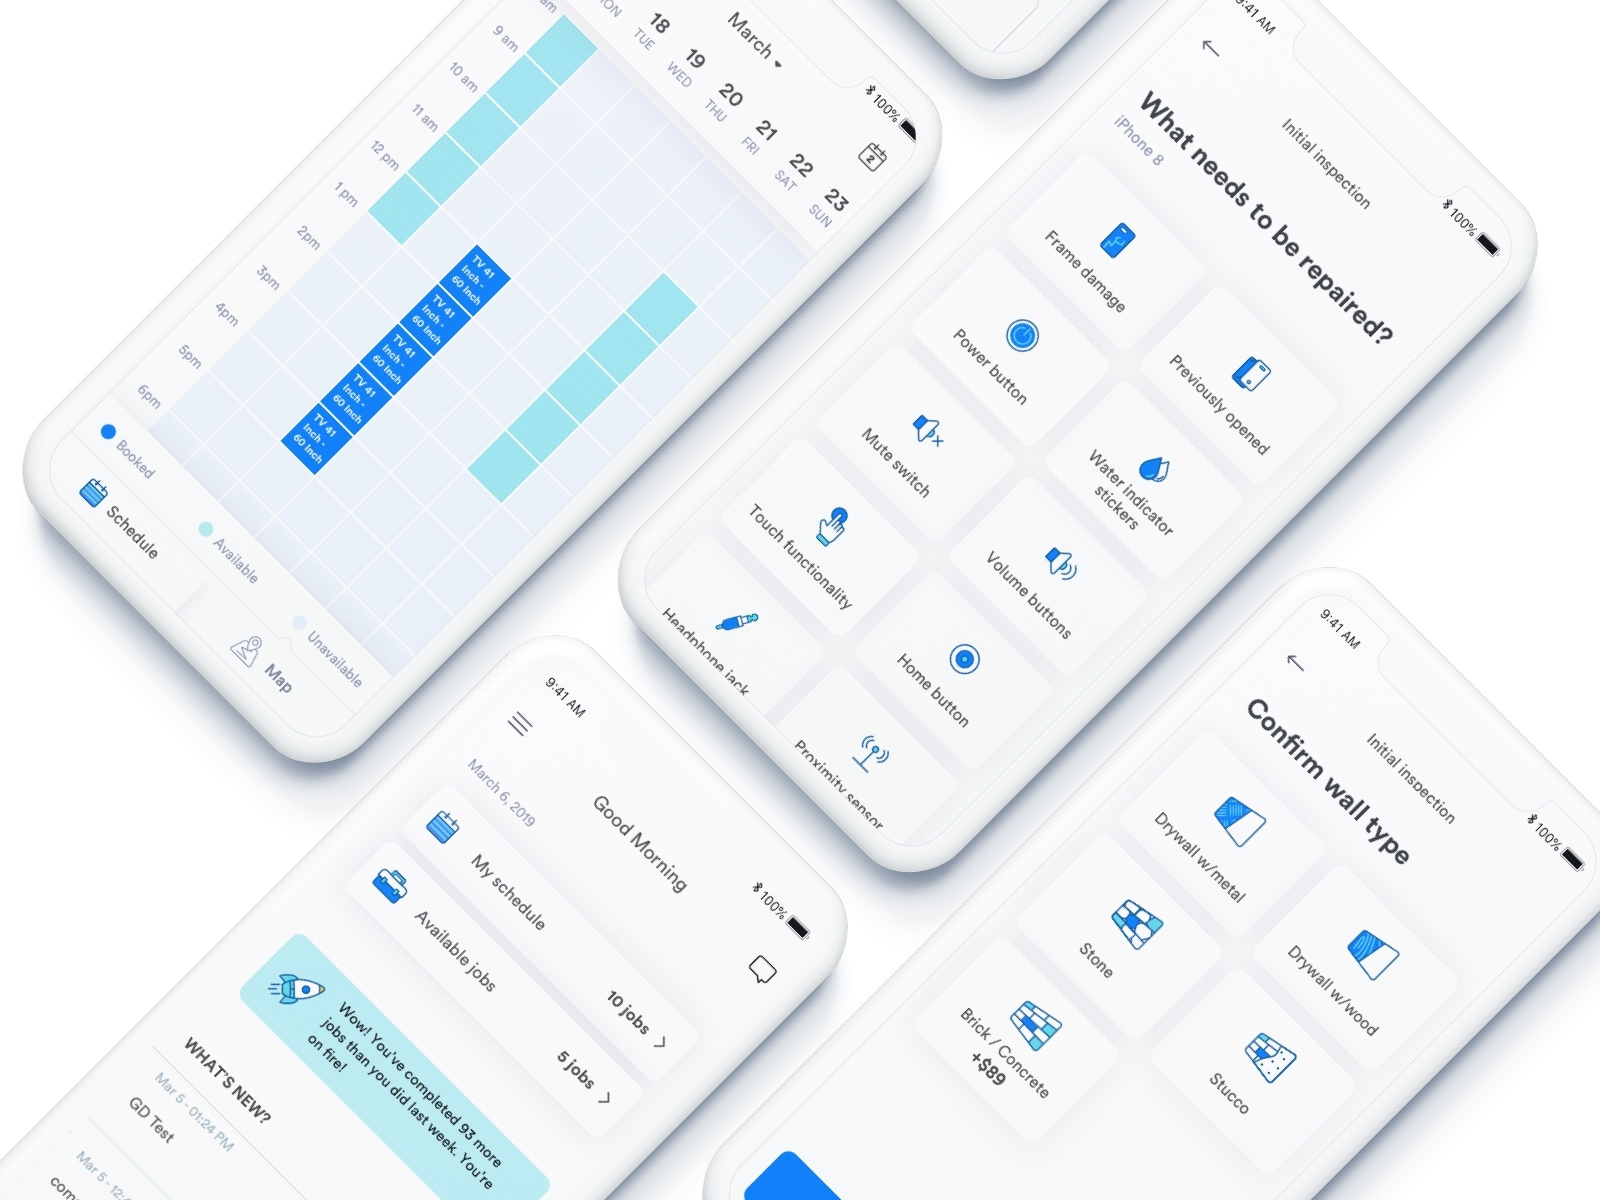 March
100%
MON
18
TUE
19
WED
20
THU
21
FRI
22
SAT
23
SUN
2
am
9 am
10 am
11 am
12 pm
1 pm
2pm
3pm
4pm
5pm
6pm
TV 41
Inch -
60 Inch
TV 41
Inch -
60 Inch
TV 41
Inch -
60 Inch
TV 41
Inch -
60 Inch
TV 41
Inch -
60 Inch
Booked
Available
Unavailable
Schedule
Map
9:41 AM
100%
Initial inspection
What needs to be repaired?
iPhone 8
Frame damage
Previously opened
Power button
Water indicator
stickers
Mute switch
Volume buttons
Touch functionality
Home button
Headphone jack
Proximity sensor
9:41 AM
100%
Good Morning
March 6, 2019
My schedule
10 jobs
Available jobs
5 jobs
Wow! You've completed 93 more
jobs than you did last week. You're
on fire!
WHAT'S NEW?
Mar 5 - 01:24 PM
GD Test
Mar 5 - 12:
9:41 AM
100%
Initial inspection
Confirm wall type
Drywall w/metal
Drywall w/wood
Stone
Stucco
Brick / Concrete
+$89